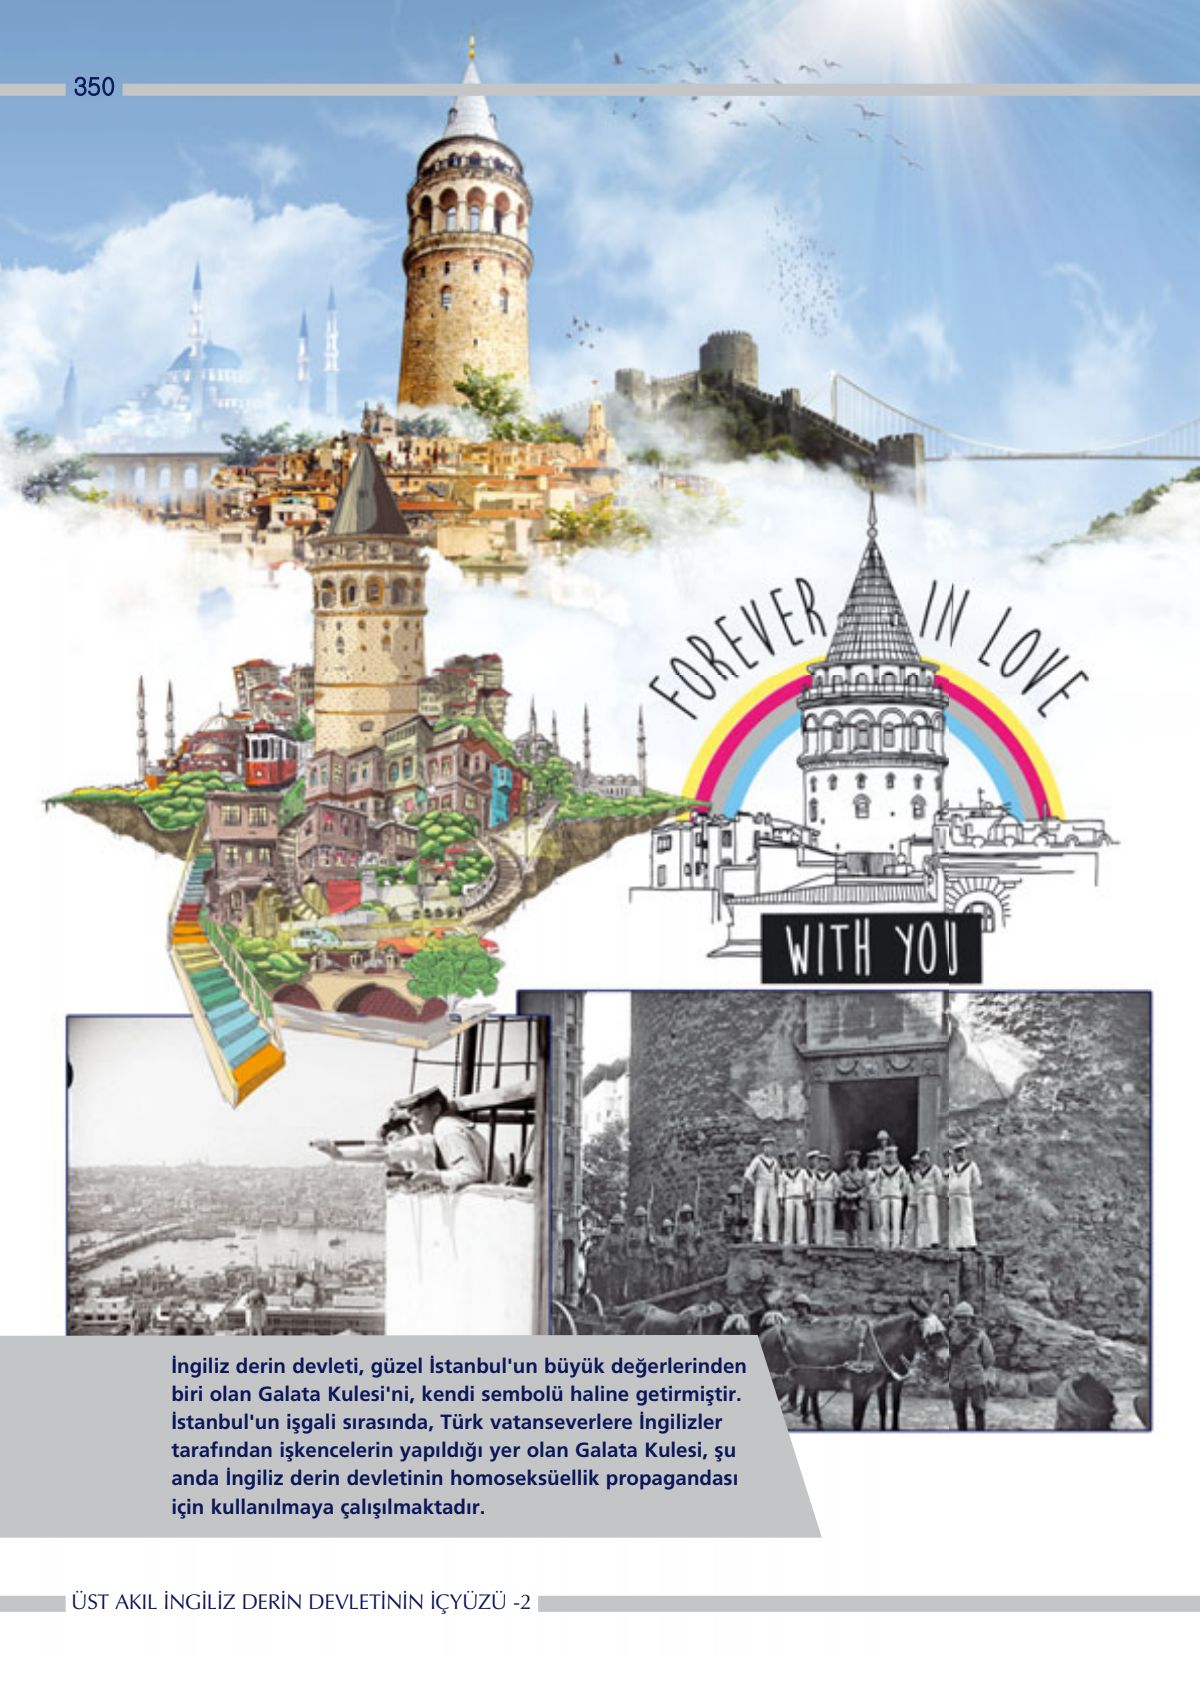 350
FOREVER IN LOVE
WITH YOU
İngiliz derin devleti, güzel İstanbul'un büyük değerlerinden
biri olan Galata Kulesi'ni, kendi sembolü haline getirmiştir.
İstanbul'un işgali sırasında, Türk vatanseverlere İngilizler
tarafından işkencelerin yapıldığı yer olan Galata Kulesi, şu
anda İngiliz derin devletinin homoseksüellik propagandası
için kullanılmaya çalışılmaktadır.
ÜST AKIL İNGİLİZ DERİN DEVLETİNİN İÇYÜZÜ -2